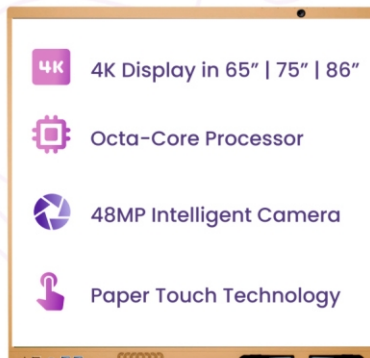 4K
4K Display in 65” | 75” | 86”
Octa-Core Processor
48MP Intelligent Camera
Paper Touch Technology